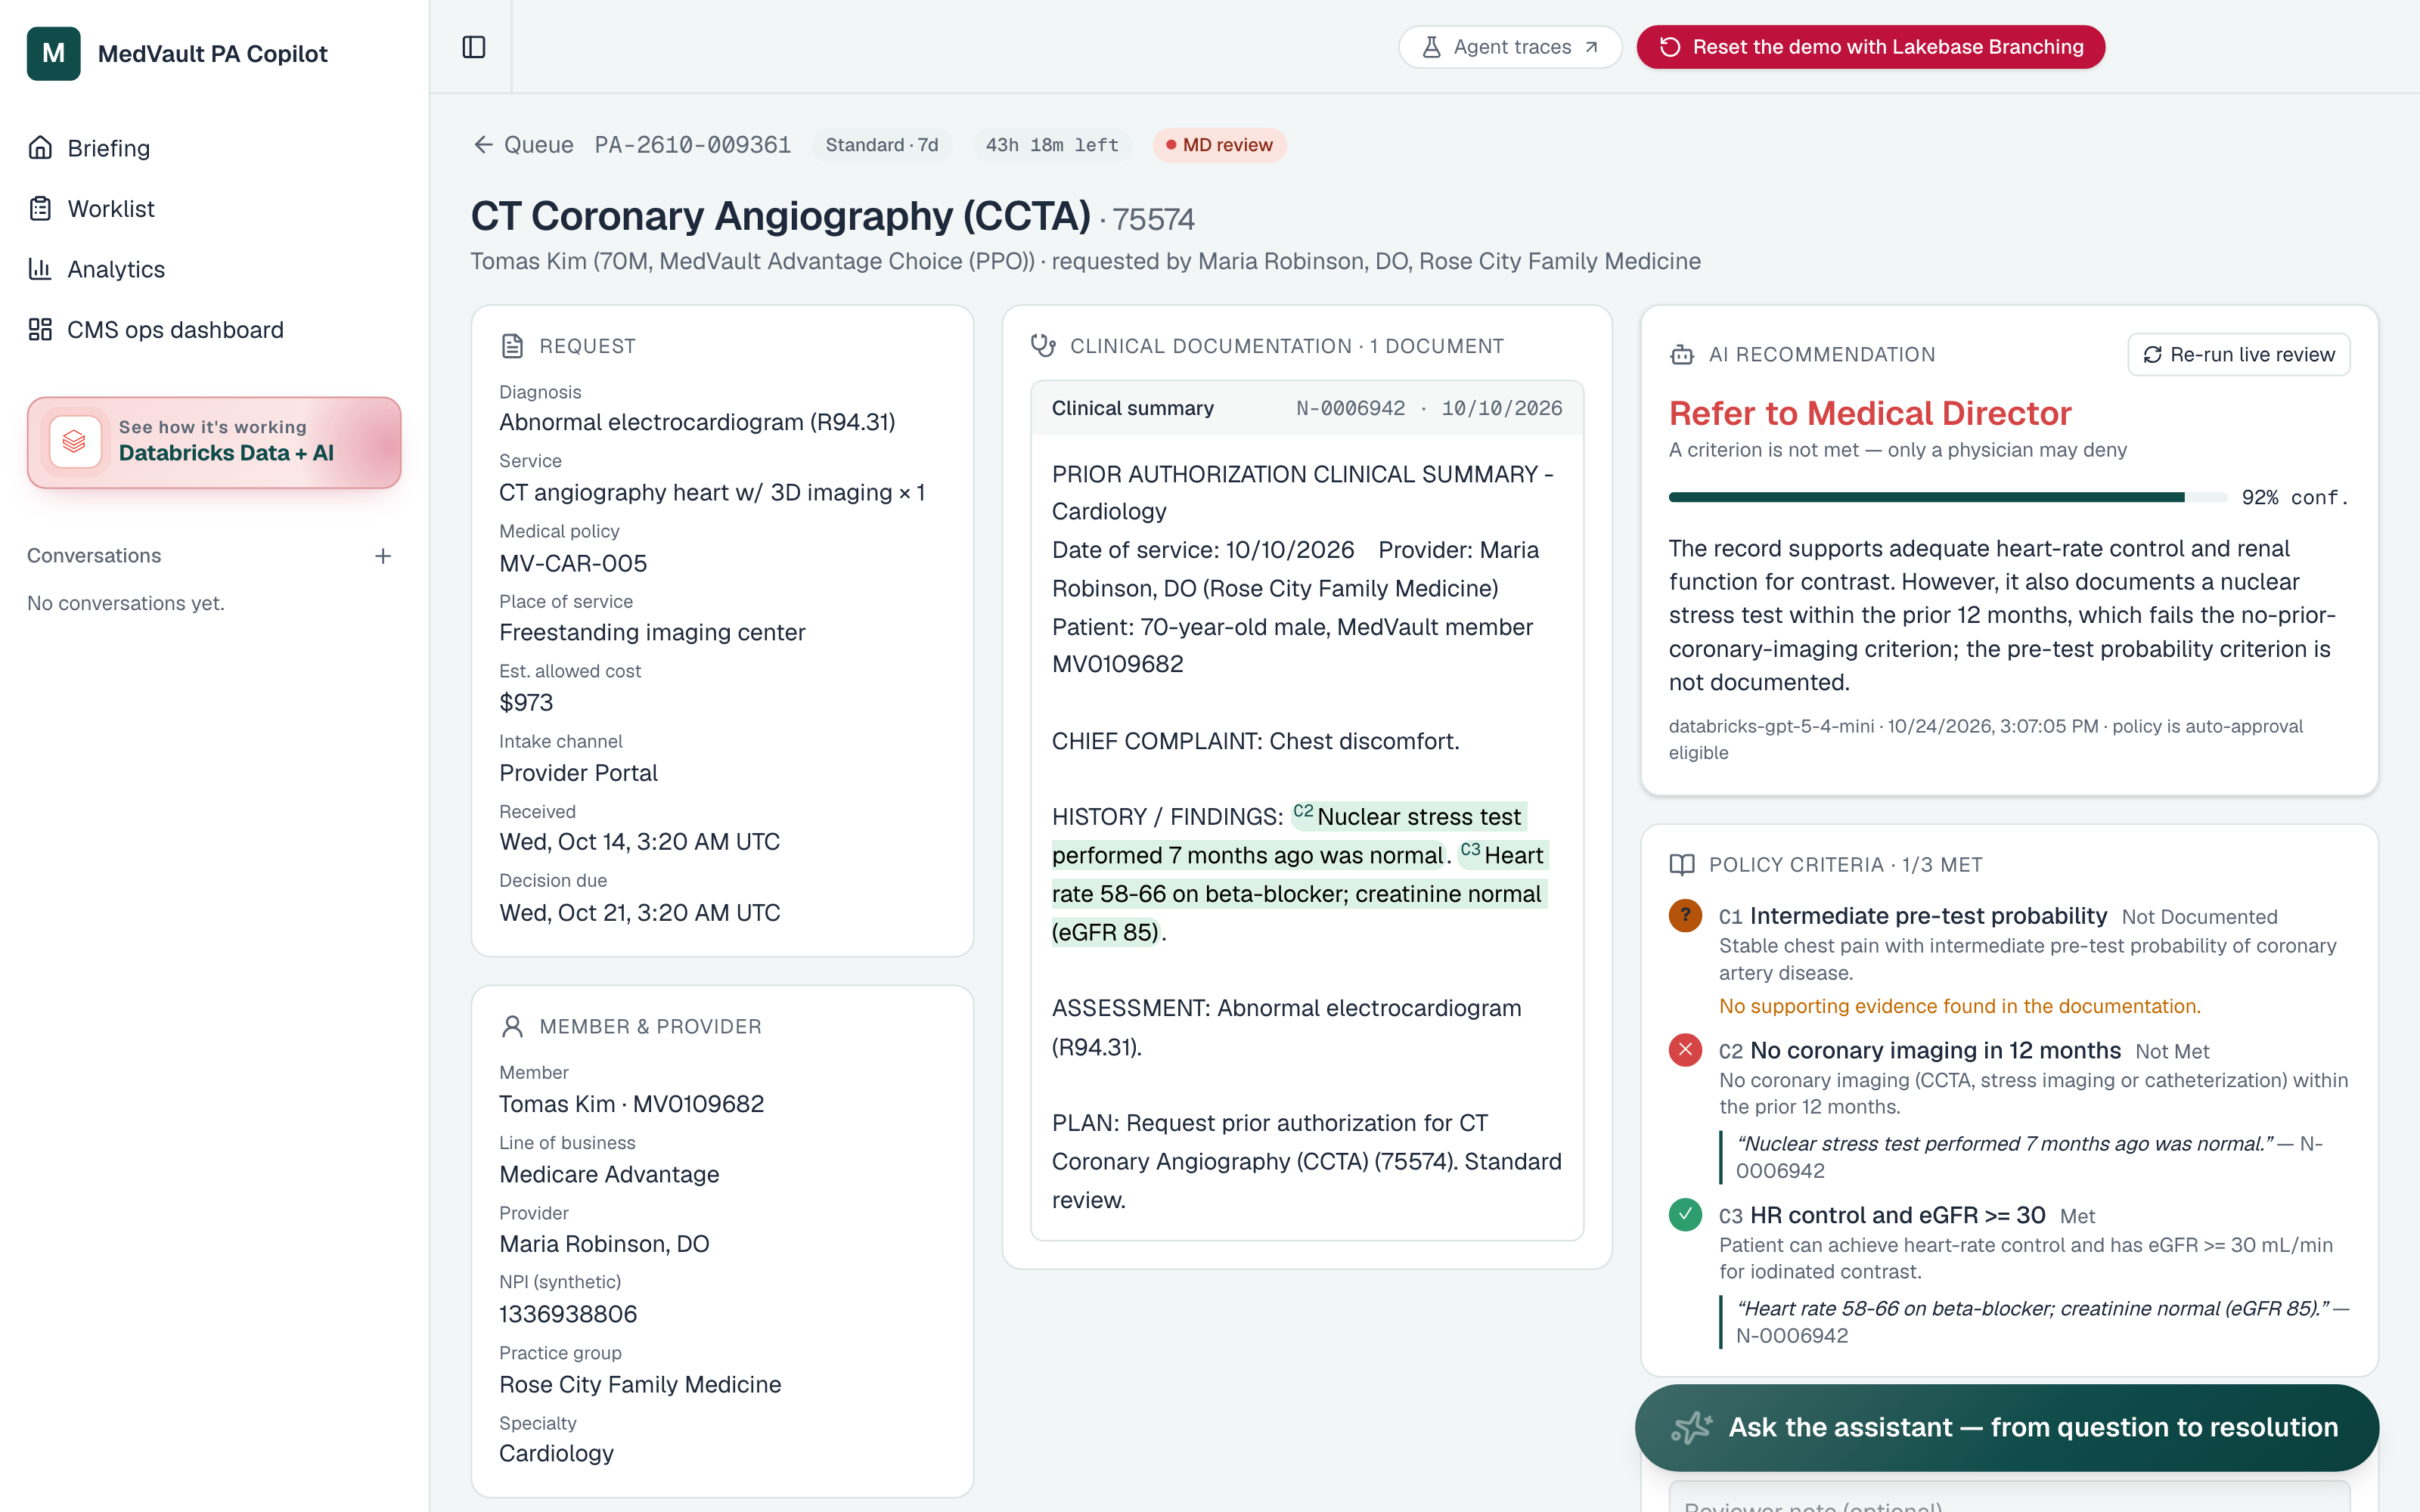 M MedVault PA Copilot
Briefing
Worklist
Analytics
CMS ops dashboard
See how it's working
Databricks Data + AI
Conversations
No conversations yet.
Agent traces
Reset the demo with Lakebase Branching
Queue PA-2610-009361 Standard · 7d 43h 18m left MD review
CT Coronary Angiography (CCTA) · 75574
Tomas Kim (70M, MedVault Advantage Choice (PPO)) · requested by Maria Robinson, DO, Rose City Family Medicine
REQUEST
Diagnosis
Abnormal electrocardiogram (R94.31)
Service
CT angiography heart w/ 3D imaging × 1
Medical policy
MV-CAR-005
Place of service
Freestanding imaging center
Est. allowed cost
$973
Intake channel
Provider Portal
Received
Wed, Oct 14, 3:20 AM UTC
Decision due
Wed, Oct 21, 3:20 AM UTC
MEMBER & PROVIDER
Member
Tomas Kim · MV0109682
Line of business
Medicare Advantage
Provider
Maria Robinson, DO
NPI (synthetic)
1336938806
Practice group
Rose City Family Medicine
Specialty
Cardiology
CLINICAL DOCUMENTATION · 1 DOCUMENT
Clinical summary N-0006942 · 10/10/2026
PRIOR AUTHORIZATION CLINICAL SUMMARY -
Cardiology
Date of service: 10/10/2026 Provider: Maria
Robinson, DO (Rose City Family Medicine)
Patient: 70-year-old male, MedVault member
MV0109682
CHIEF COMPLAINT: Chest discomfort.
HISTORY / FINDINGS: C2 Nuclear stress test
performed 7 months ago was normal. C3 Heart
rate 58-66 on beta-blocker; creatinine normal
(eGFR 85).
ASSESSMENT: Abnormal electrocardiogram
(R94.31).
PLAN: Request prior authorization for CT
Coronary Angiography (CCTA) (75574). Standard
review.
AI RECOMMENDATION
Re-run live review
Refer to Medical Director
A criterion is not met — only a physician may deny
92% conf.
The record supports adequate heart-rate control and renal
function for contrast. However, it also documents a nuclear
stress test within the prior 12 months, which fails the no-prior-
coronary-imaging criterion; the pre-test probability criterion is
not documented.
databricks-gpt-5-4-mini · 10/24/2026, 3:07:05 PM · policy is auto-approval
eligible
POLICY CRITERIA · 1/3 MET
? C1 Intermediate pre-test probability Not Documented
Stable chest pain with intermediate pre-test probability of coronary
artery disease.
No supporting evidence found in the documentation.
C2 No coronary imaging in 12 months Not Met
No coronary imaging (CCTA, stress imaging or catheterization) within
the prior 12 months.
“Nuclear stress test performed 7 months ago was normal.” — N-
0006942
C3 HR control and eGFR >= 30 Met
Patient can achieve heart-rate control and has eGFR >= 30 mL/min
for iodinated contrast.
“Heart rate 58-66 on beta-blocker; creatinine normal (eGFR 85).” —
N-0006942
Ask the assistant — from question to resolution
Reviewer note (optional)